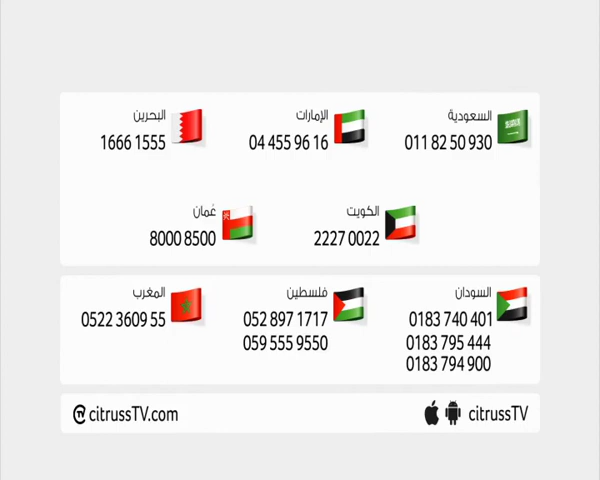 السعودية
011 82 50 930
الإمارات
04 455 96 16
البحرين
1666 1555
الكويت
2227 0022
عُمان
8000 8500
السودان
0183 740 401
0183 795 444
0183 794 900
فلسطين
052 897 1717
059 555 9550
المغرب
0522 3609 55
citrussTV.com
citrussTV